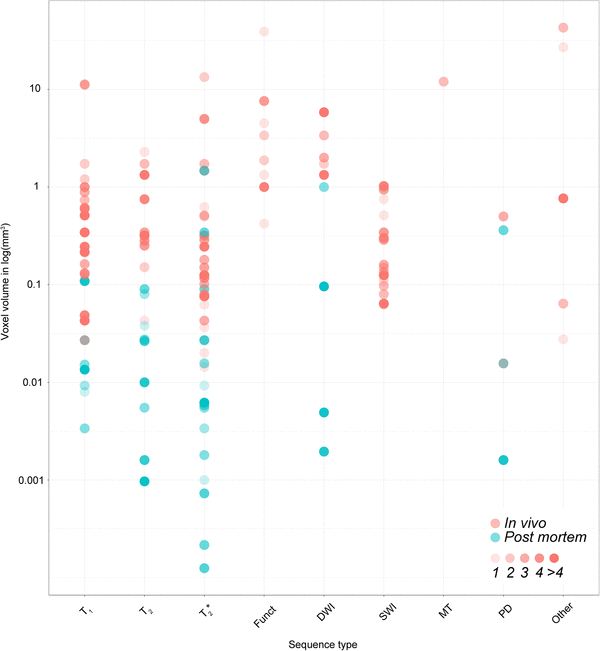 10
1
0.1
0.01
0.001
Voxel volume in log(mm³)
In vivo
Post mortem
1 2 3 4 >4
T₁ T₂ T₂* Funct DWI SWI MT PD Other
Sequence type